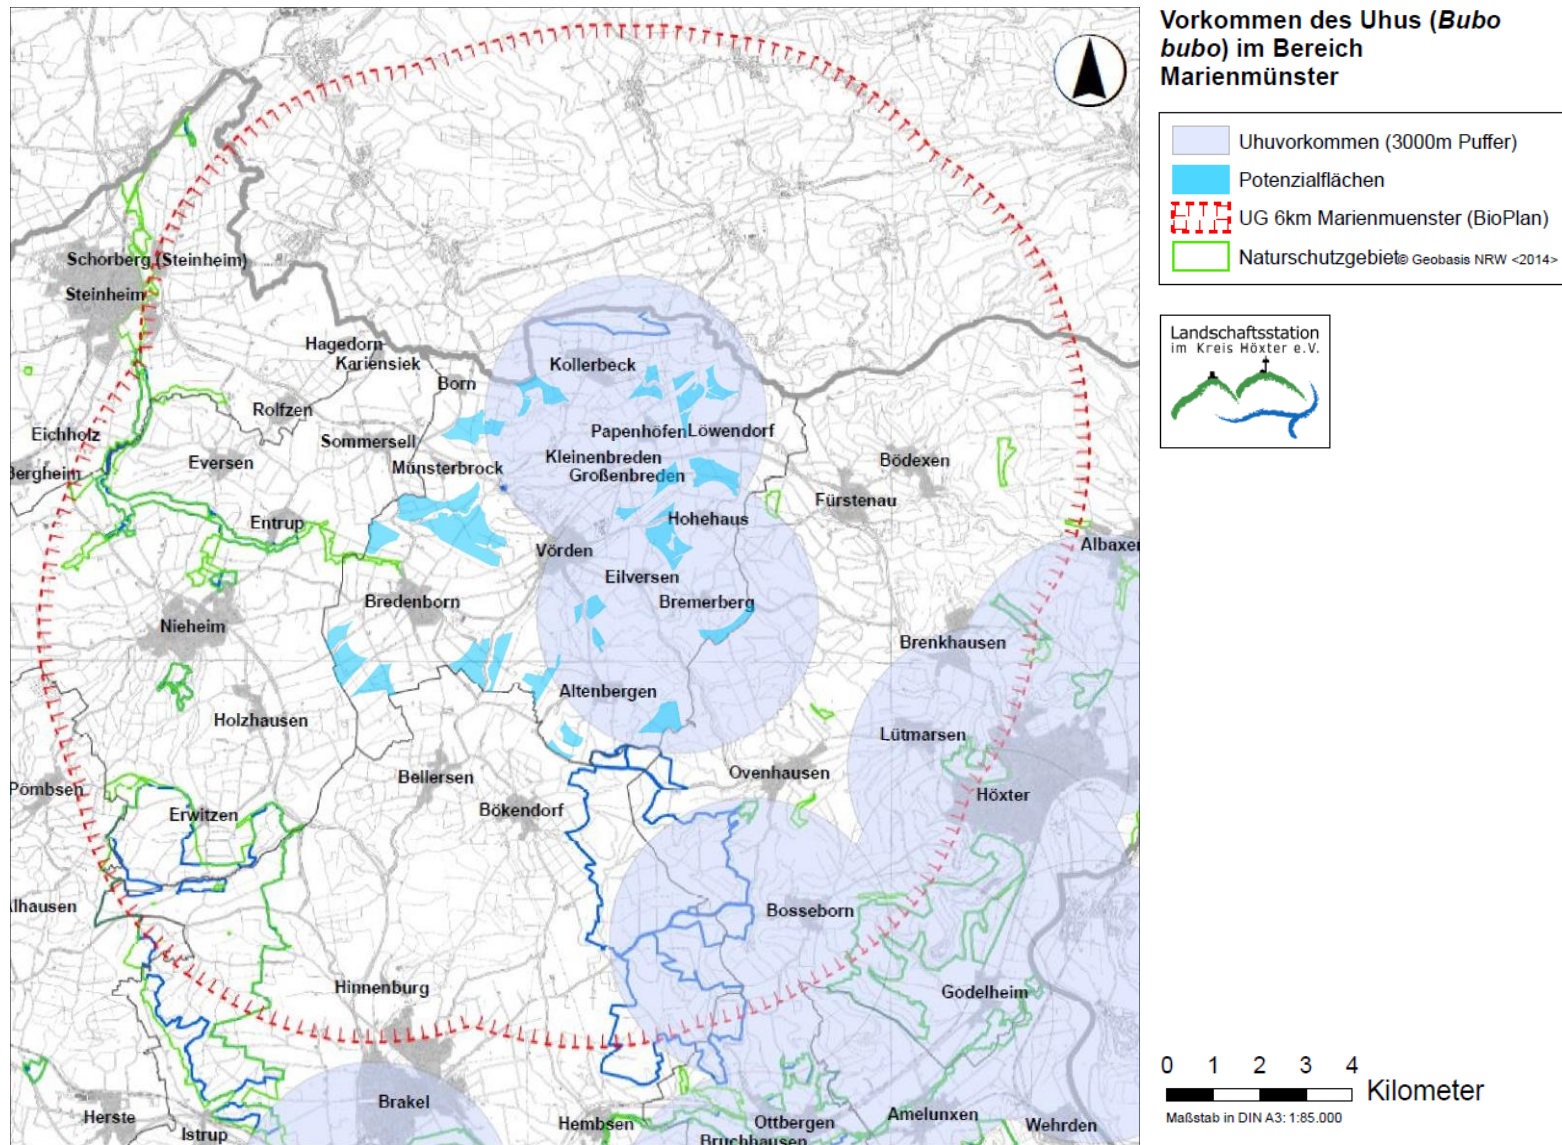 Vorkommen des Uhus (Bubo
bubo) im Bereich
Marienmünster
Uhuvorkommen (3000m Puffer)
Potenzialflächen
UG 6km Marienmuenster (BioPlan)
Naturschutzgebiet© Geobasis NRW <2014>
Landschaftsstation
im Kreis Höxter e.V.
Schorberg (Steinheim)
Steinheim
Hagedorn
Kariensiek
Kollerbeck
Born
Rolfzen
Eichholz
Sommersell
Papenhöfen
Löwendorf
Bergheim
Eversen
Münsterbrock
Kleinenbreden
Großenbreden
Bödexen
Fürstenau
Entrup
Hohehaus
Vörden
Albaxen
Eilversen
Bredenborn
Bremerberg
Nieheim
Brenkhausen
Altenbergen
Holzhausen
Lütmarsen
Bellersen
Ovenhausen
Pömbsen
Höxter
Erwitzen
Bökendorf
lhausen
Bosseborn
Hinnenburg
Godelheim
Brakel
Herste
Istrup
Hembsen
Ottbergen
Bruchhausen
Amelunxen
Wehrden
0 1 2 3 4
Kilometer
Maßstab in DIN A3: 1:85.000